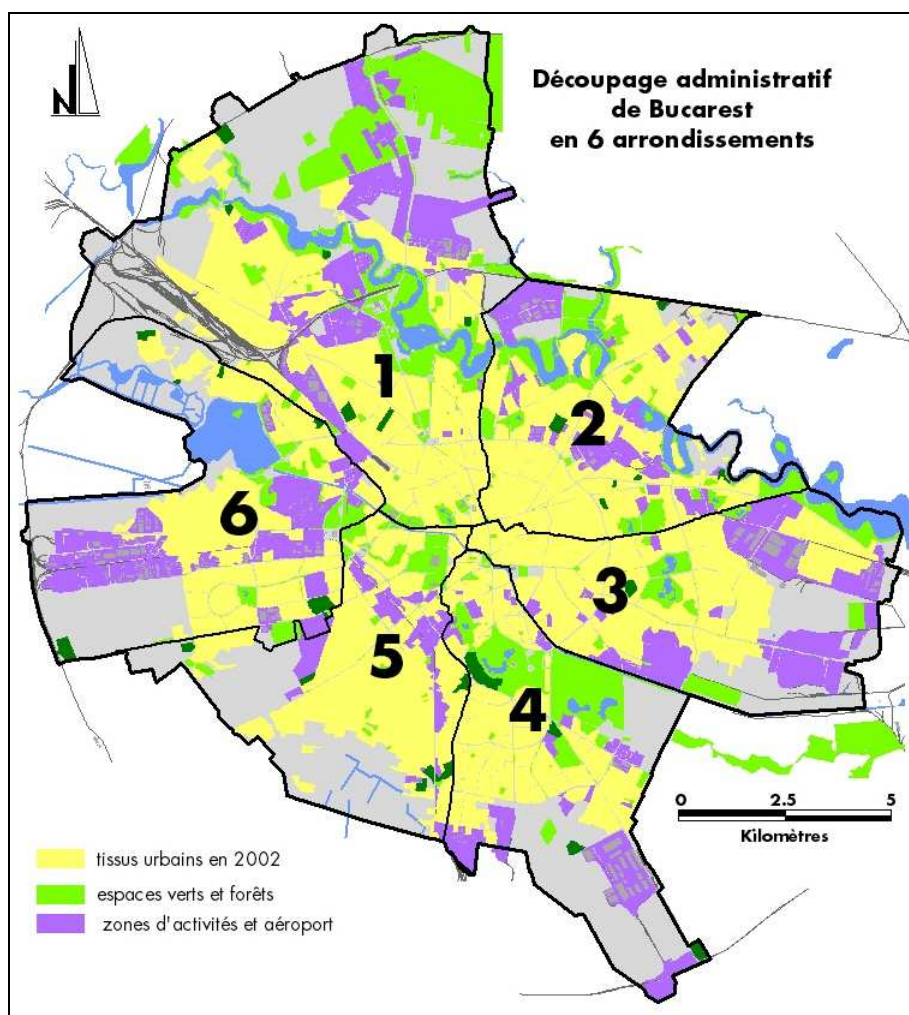 N
Découpage administratif
de Bucarest
en 6 arrondissements
1
2
6
3
5
4
0 2.5 5
Kilomètres
tissus urbains en 2002
espaces verts et forêts
zones d'activités et aéroport